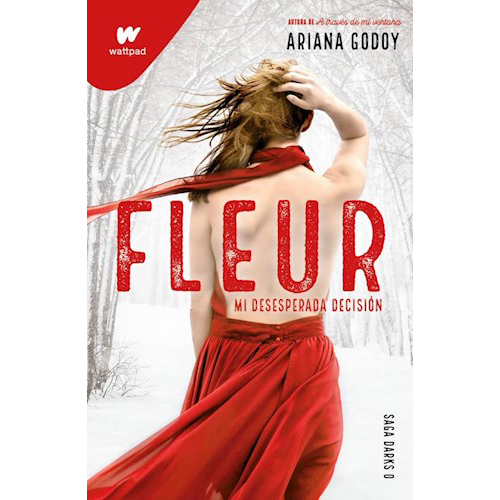 wattpad
AUTORA DE A través de mi ventana
ARIANA GODOY
FLEUR
MI DESESPERADA DECISIÓN
SAGA DARKS 0